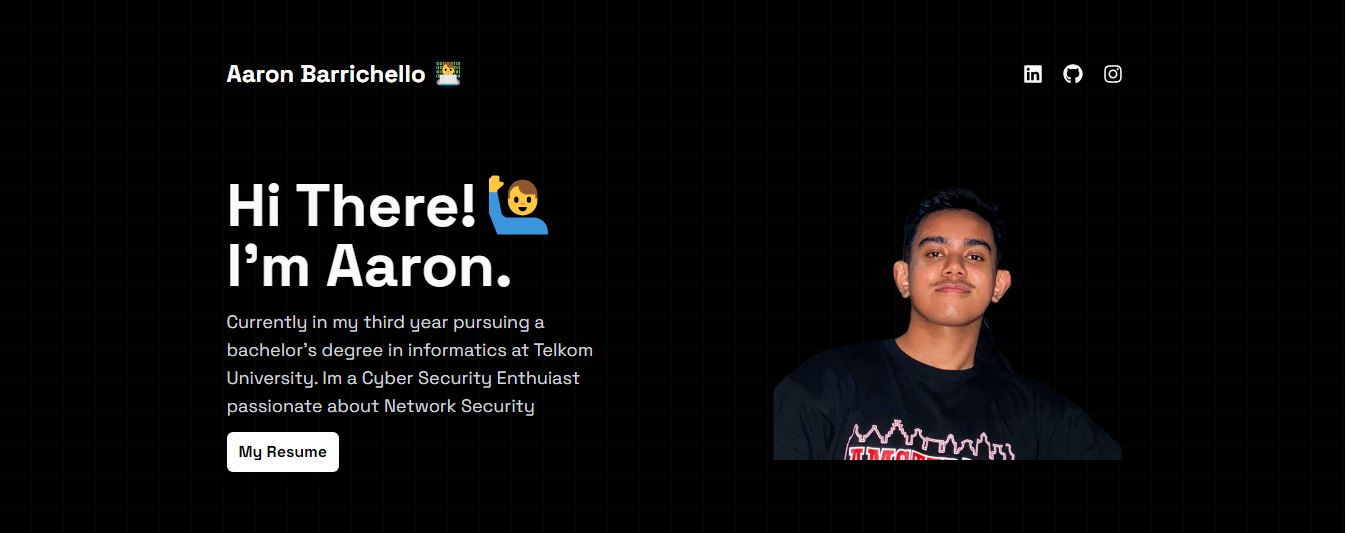 Aaron Barrichello
Hi There!
I'm Aaron.
Currently in my third year pursuing a
bachelor's degree in informatics at Telkom
University. Im a Cyber Security Enthuiast
passionate about Network Security
My Resume